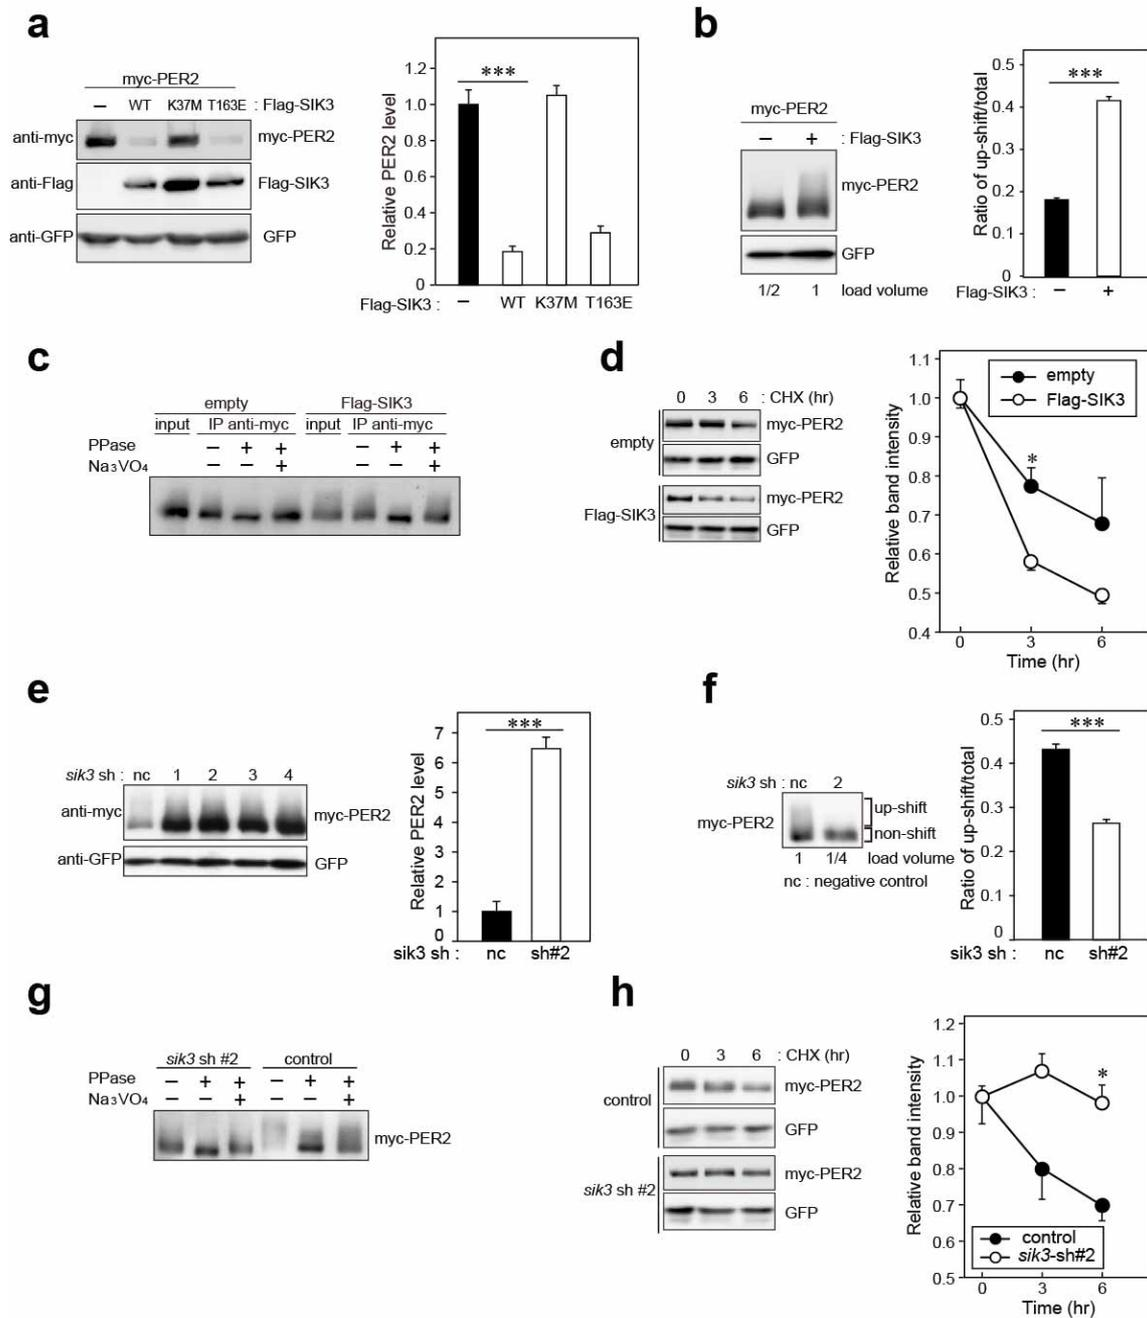 a
myc-PER2
– WT K37M T163E : Flag-SIK3
anti-myc myc-PER2
anti-Flag Flag-SIK3
anti-GFP GFP
Relative PER2 level
1.2
1.0
0.8
0.6
0.4
0.2
0
***
Flag-SIK3 : – WT K37M T163E
b
myc-PER2
– + : Flag-SIK3
myc-PER2
GFP
1/2 1 load volume
Ratio of up-shift/total
0.5
0.4
0.3
0.2
0.1
0
***
Flag-SIK3 : – +
c
empty Flag-SIK3
input IP anti-myc input IP anti-myc
PPase – + + – + +
Na₃VO₄ – – + – – +
d
0 3 6 : CHX (hr)
empty
myc-PER2
GFP
Flag-SIK3
myc-PER2
GFP
Relative band intensity
1.1
1.0
0.9
0.8
0.7
0.6
0.5
0.4
empty
Flag-SIK3
*
0 3 6
Time (hr)
e
sik3 sh : nc 1 2 3 4
anti-myc myc-PER2
anti-GFP GFP
Relative PER2 level
7
6
5
4
3
2
1
0
***
sik3 sh : nc sh#2
f
sik3 sh : nc 2
myc-PER2
up-shift
non-shift
1 1/4 load volume
nc : negative control
Ratio of up-shift/total
0.5
0.4
0.3
0.2
0.1
0
***
sik3 sh : nc sh#2
g
sik3 sh #2 control
PPase – + + – + +
Na₃VO₄ – – + – – +
myc-PER2
h
0 3 6 : CHX (hr)
control
myc-PER2
GFP
sik3 sh #2
myc-PER2
GFP
Relative band intensity
1.2
1.1
1.0
0.9
0.8
0.7
0.6
0.5
*
control
sik3-sh#2
0 3 6
Time (hr)